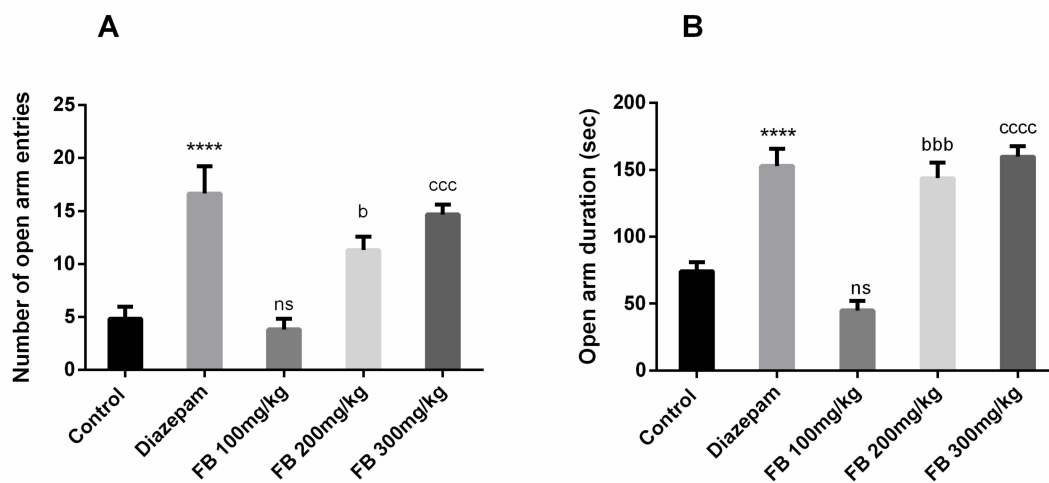 A
Number of open arm entries
25
20
15
10
5
0
****
ns
b
ccc
Control
Diazepam
FB 100mg/kg
FB 200mg/kg
FB 300mg/kg
B
Open arm duration (sec)
200
150
100
50
0
****
ns
bbb
cccc
Control
Diazepam
FB 100mg/kg
FB 200mg/kg
FB 300mg/kg